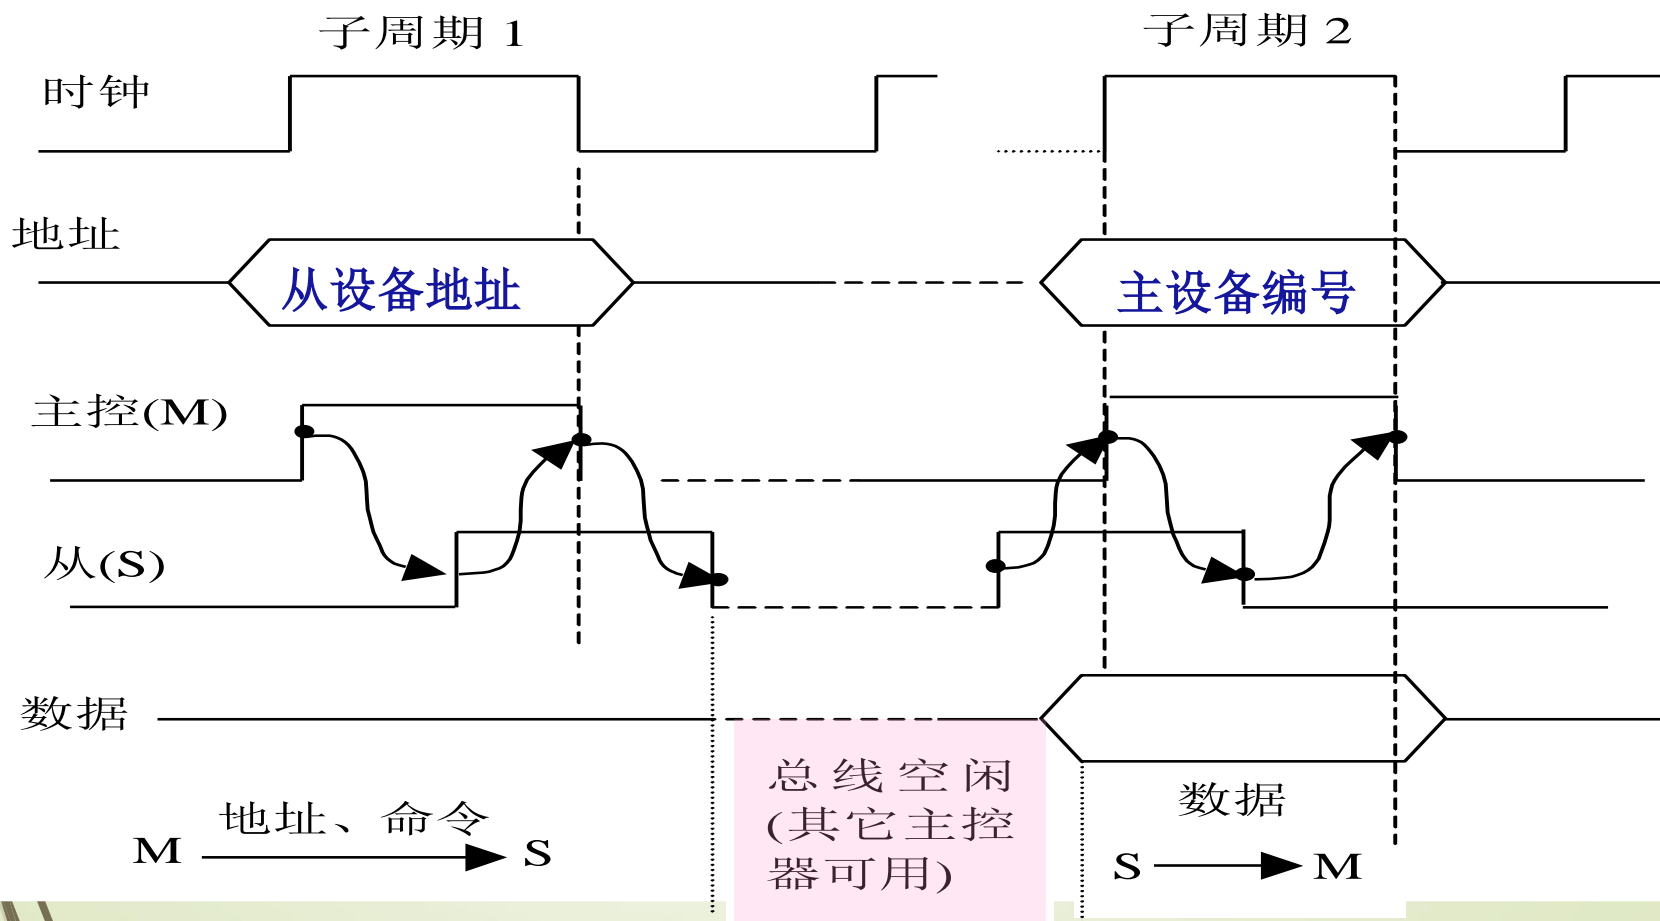 子周期 1
子周期 2
时钟
地址
从设备地址
主设备编号
主控(M)
从(S)
数据
总线空闲
(其它主控
器可用)
地址、命令
M
S
数据
S
M